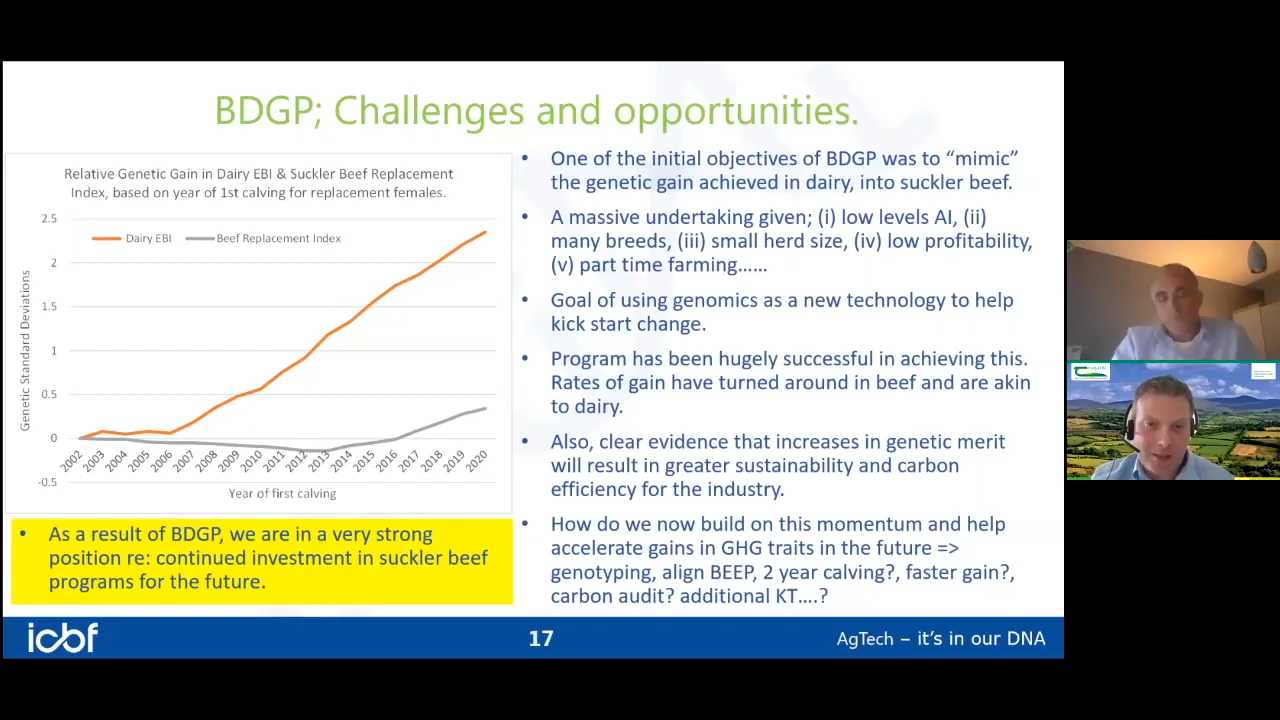 BDGP; Challenges and opportunities.
Relative Genetic Gain in Dairy EBI & Suckler Beef Replacement
Index, based on year of 1st calving for replacement females.
2.5
2
1.5
1
0.5
0
-0.5
Genetic Standard Deviations
Dairy EBI
Beef Replacement Index
2002 2003 2004 2005 2006 2007 2008 2009 2010 2011 2012 2013 2014 2015 2016 2017 2018 2019 2020
Year of first calving
• As a result of BDGP, we are in a very strong
position re: continued investment in suckler beef
programs for the future.
• One of the initial objectives of BDGP was to “mimic”
the genetic gain achieved in dairy, into suckler beef.
• A massive undertaking given; (i) low levels AI, (ii)
many breeds, (iii) small herd size, (iv) low profitability,
(v) part time farming……
• Goal of using genomics as a new technology to help
kick start change.
• Program has been hugely successful in achieving this.
Rates of gain have turned around in beef and are akin
to dairy.
• Also, clear evidence that increases in genetic merit
will result in greater sustainability and carbon
efficiency for the industry.
• How do we now build on this momentum and help
accelerate gains in GHG traits in the future =>
genotyping, align BEEP, 2 year calving?, faster gain?,
carbon audit? additional KT….?
icbf
17
AgTech – it’s in our DNA